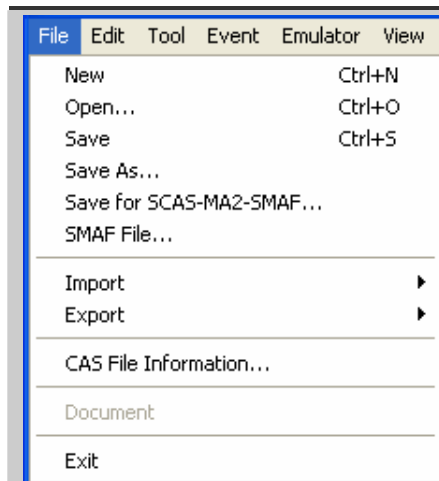 File Edit Tool Event Emulator View
New Ctrl+N
Open... Ctrl+O
Save Ctrl+S
Save As...
Save for SCAS-MA2-SMAF...
SMAF File...
Import
Export
CAS File Information...
Document
Exit